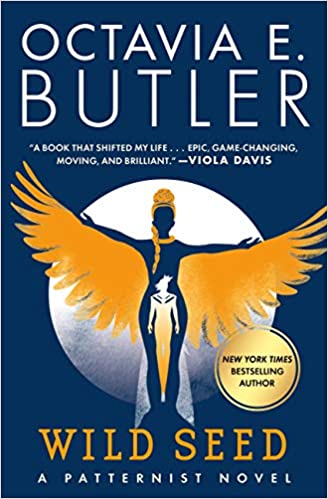 OCTAVIA E.
BUTLER
"A BOOK THAT SHIFTED MY LIFE . . . EPIC, GAME-CHANGING,
MOVING, AND BRILLIANT." —VIOLA DAVIS
NEW YORK TIMES
BESTSELLING
AUTHOR
WILD SEED
A PATTERNIST NOVEL